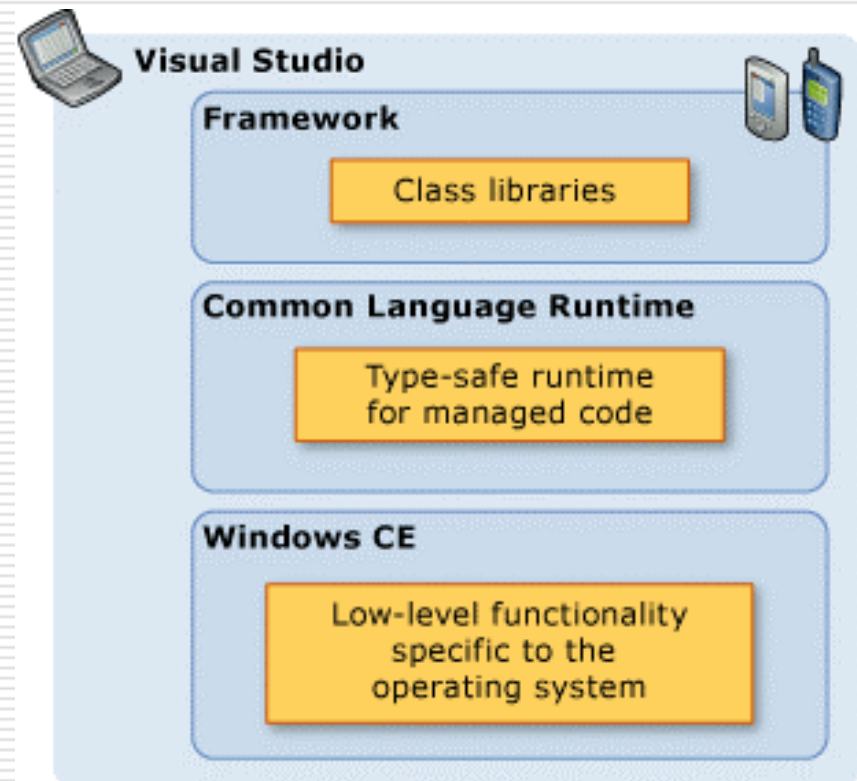 Visual Studio
Framework
Class libraries
Common Language Runtime
Type-safe runtime
for managed code
Windows CE
Low-level functionality
specific to the
operating system